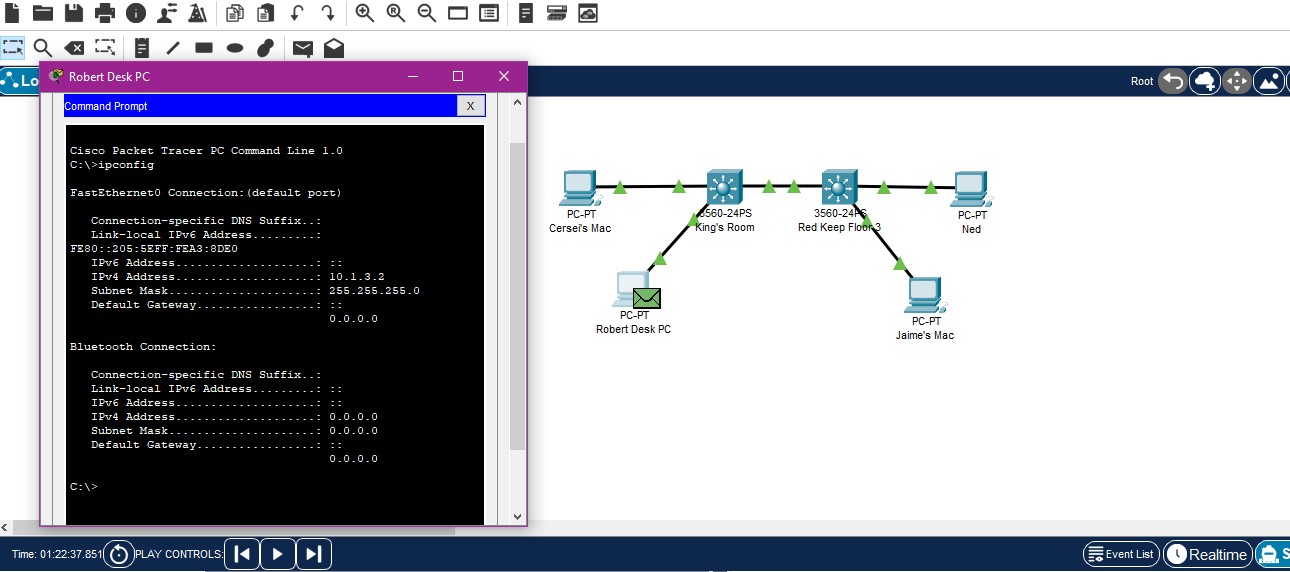 Lo
Root
Robert Desk PC
Command Prompt
X
Cisco Packet Tracer PC Command Line 1.0
C:\>ipconfig
FastEthernet0 Connection:(default port)
Connection-specific DNS Suffix..:
Link-local IPv6 Address.........:
FE80::205:5EFF:FEA3:8DE0
IPv6 Address....................: ::
IPv4 Address....................: 10.1.3.2
Subnet Mask.....................: 255.255.255.0
Default Gateway.................: ::
0.0.0.0
Bluetooth Connection:
Connection-specific DNS Suffix..:
Link-local IPv6 Address.........: ::
IPv6 Address....................: ::
IPv4 Address....................: 0.0.0.0
Subnet Mask.....................: 0.0.0.0
Default Gateway.................: ::
0.0.0.0
C:\>
PC-PT
Cersei's Mac
3560-24PS
King's Room
3560-24PS
Red Keep Floor 3
PC-PT
Ned
PC-PT
Robert Desk PC
PC-PT
Jaime's Mac
Time: 01:22:37.851
PLAY CONTROLS:
Event List
Realtime
S